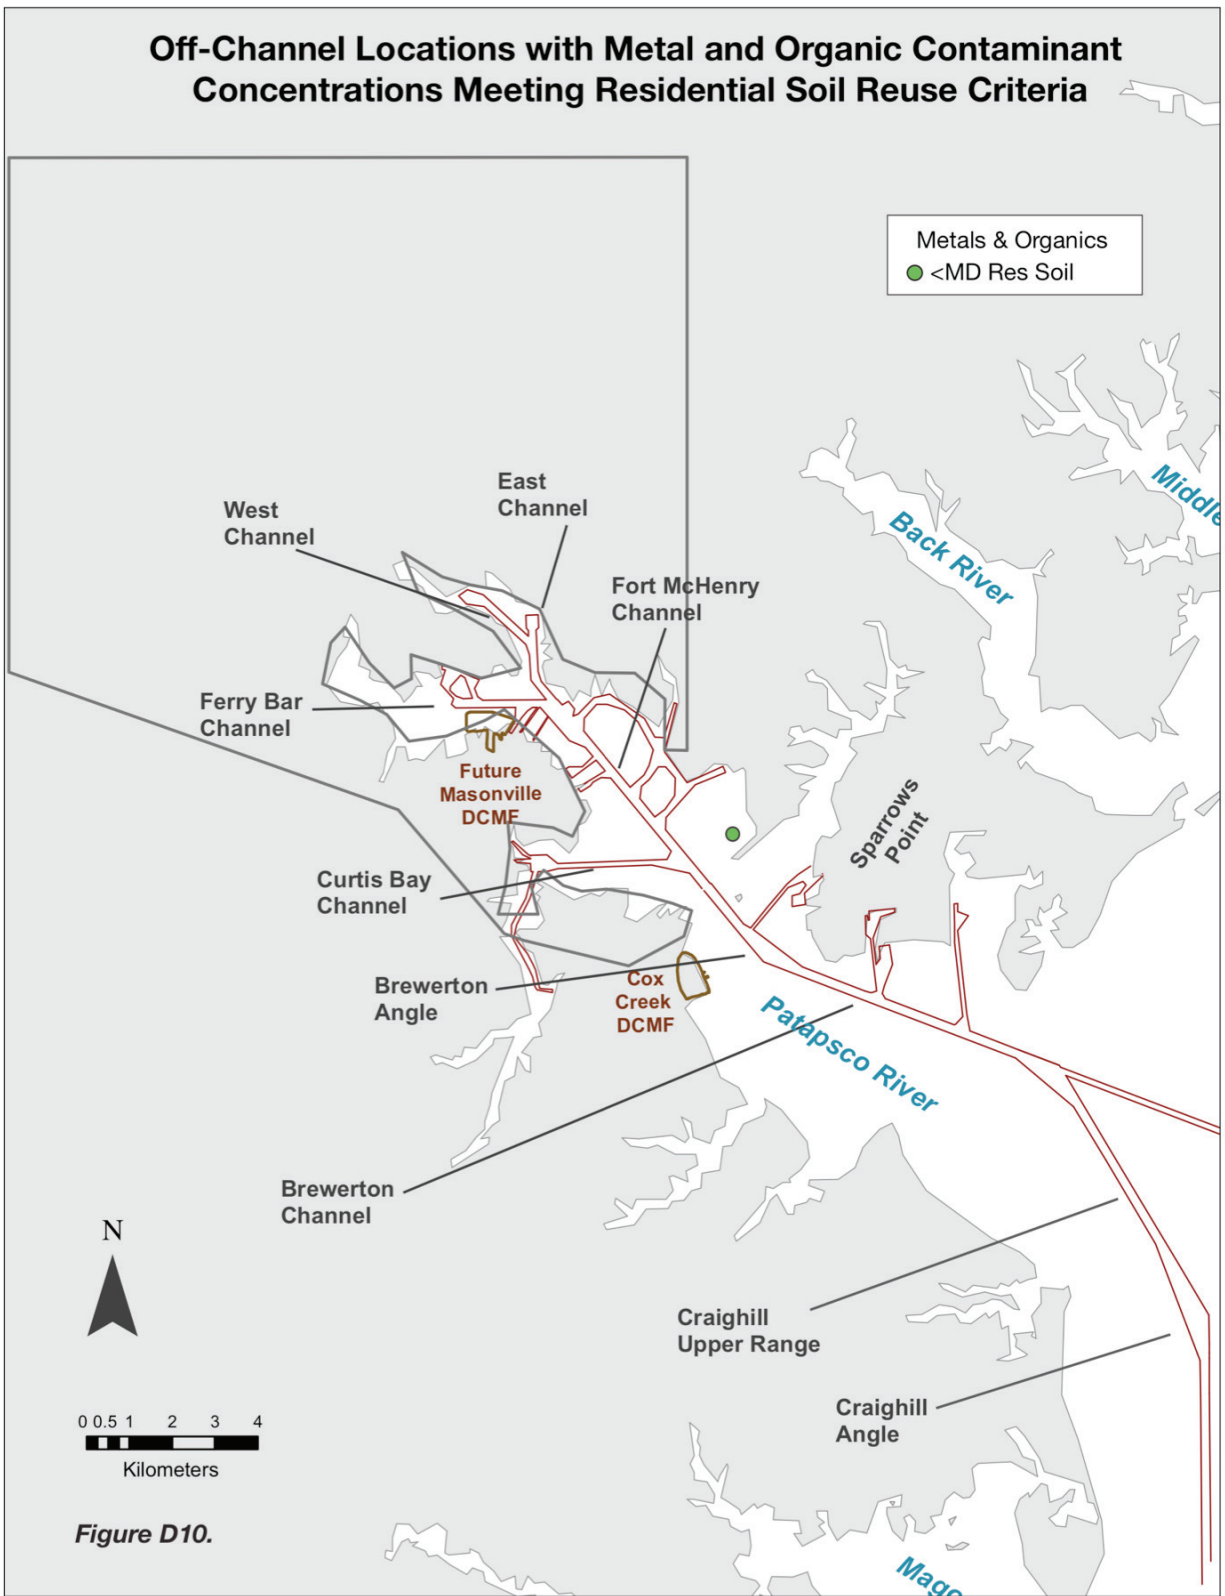 Off-Channel Locations with Metal and Organic Contaminant
Concentrations Meeting Residential Soil Reuse Criteria
Metals & Organics
<MD Res Soil
Middle
Back River
East
Channel
West
Channel
Fort McHenry
Channel
Ferry Bar
Channel
Future
Masonville
DCMF
Sparrows
Point
Curtis Bay
Channel
Brewerton
Angle
Cox
Creek
DCMF
Patapsco River
Brewerton
Channel
N
Craighill
Upper Range
Craighill
Angle
0 0.5 1 2 3 4
Kilometers
Figure D10.
Mago